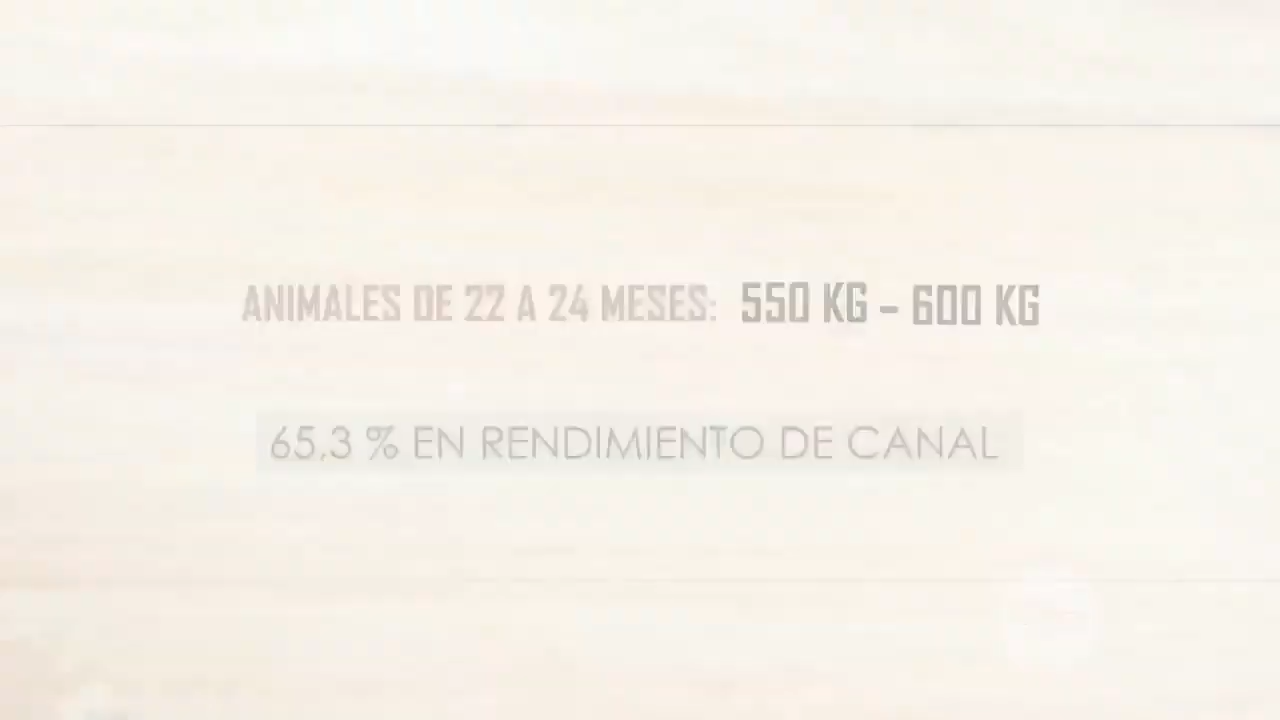 ANIMALES DE 22 A 24 MESES: 550 KG – 600 KG
65,3 % EN RENDIMIENTO DE CANAL